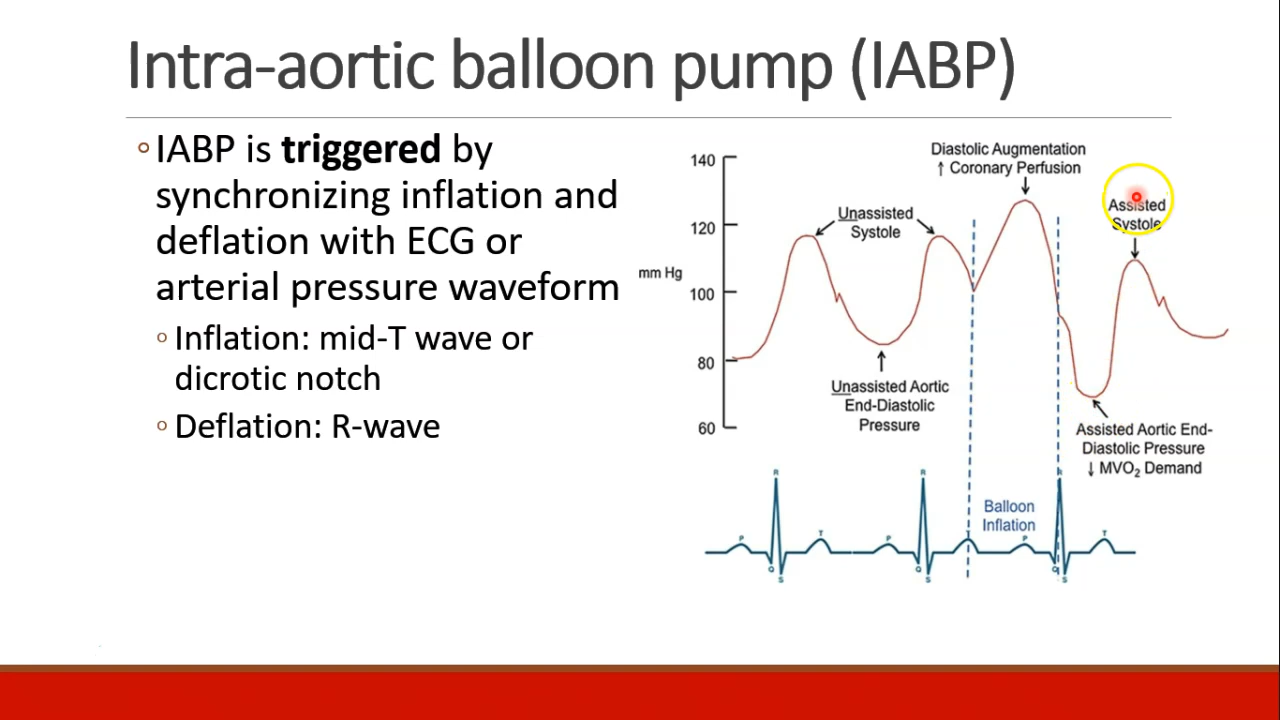 Intra-aortic balloon pump (IABP)
IABP is triggered by
synchronizing inflation and
deflation with ECG or
arterial pressure waveform
Inflation: mid-T wave or
dicrotic notch
Deflation: R-wave
140
120
mm Hg
100
80
60
Unassisted
Systole
Diastolic Augmentation
↑ Coronary Perfusion
Assisted
Systole
Unassisted Aortic
End-Diastolic
Pressure
Assisted Aortic End-
Diastolic Pressure
↓ MVO₂ Demand
Balloon
Inflation
P
R
Q
S
T
P
R
S
T
P
R
Q
S
T